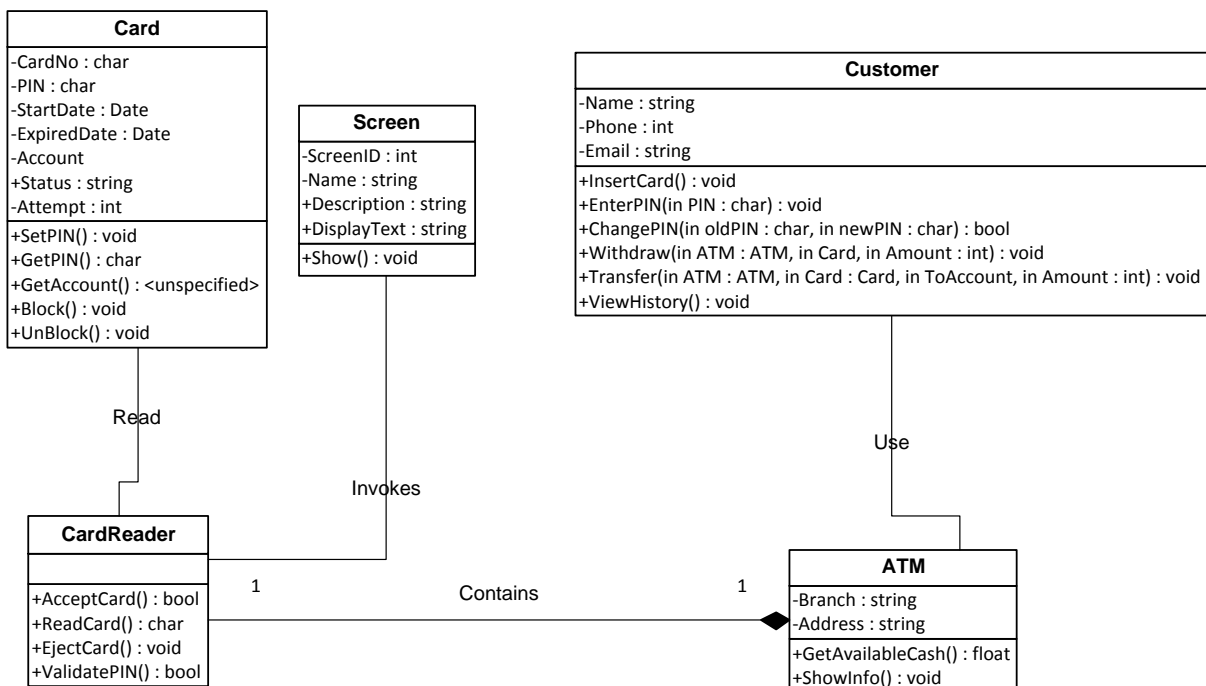 Card
-CardNo : char
-PIN : char
-StartDate : Date
-ExpiredDate : Date
-Account
+Status : string
-Attempt : int
+SetPIN() : void
+GetPIN() : char
+GetAccount() : <unspecified>
+Block() : void
+UnBlock() : void
Screen
-ScreenID : int
-Name : string
+Description : string
+DisplayText : string
+Show() : void
Customer
-Name : string
-Phone : int
-Email : string
+InsertCard() : void
+EnterPIN(in PIN : char) : void
+ChangePIN(in oldPIN : char, in newPIN : char) : bool
+Withdraw(in ATM : ATM, in Card, in Amount : int) : void
+Transfer(in ATM : ATM, in Card : Card, in ToAccount, in Amount : int) : void
+ViewHistory() : void
Read
Invokes
Use
CardReader
+AcceptCard() : bool
+ReadCard() : char
+EjectCard() : void
+ValidatePIN() : bool
1
Contains
1
ATM
-Branch : string
-Address : string
+GetAvailableCash() : float
+ShowInfo() : void